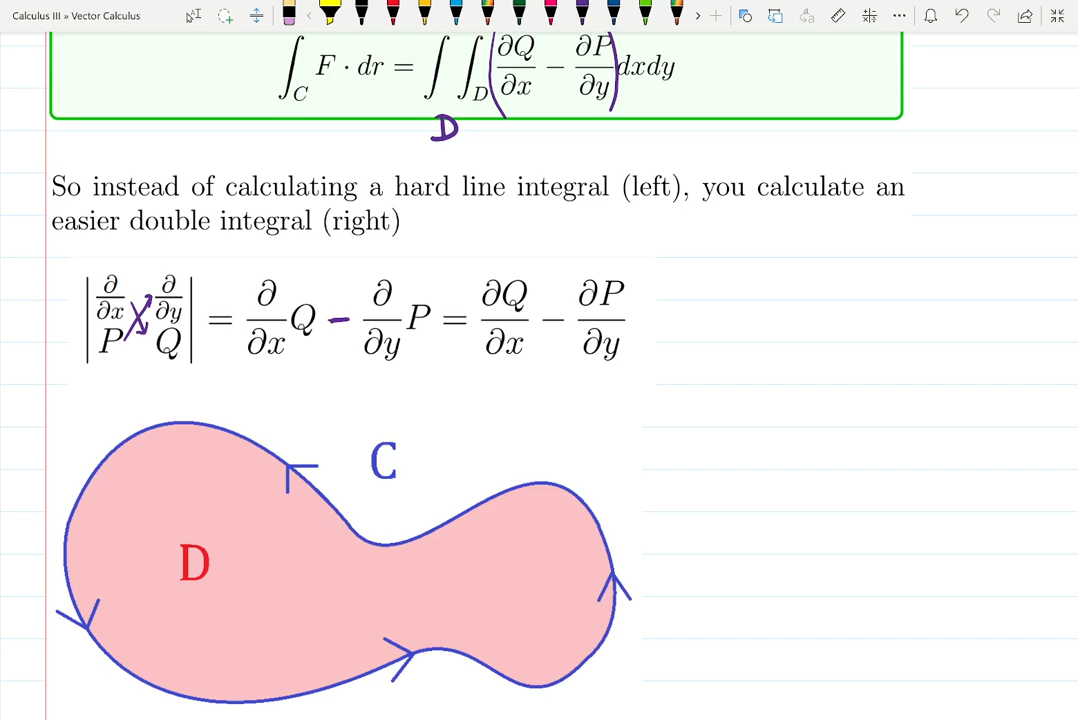 Calculus III » Vector Calculus
∫_C F · dr = ∫ ∫_D (∂Q/∂x − ∂P/∂y) dxdy
D
So instead of calculating a hard line integral (left), you calculate an
easier double integral (right)
|∂/∂x ∂/∂y; P Q| = ∂/∂x Q − ∂/∂y P = ∂Q/∂x − ∂P/∂y
C
D